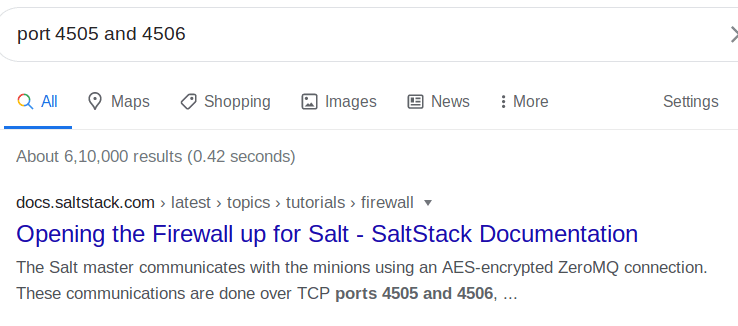 port 4505 and 4506
All Maps Shopping Images News More Settings
About 6,10,000 results (0.42 seconds)
docs.saltstack.com › latest › topics › tutorials › firewall
Opening the Firewall up for Salt - SaltStack Documentation
The Salt master communicates with the minions using an AES-encrypted ZeroMQ connection.
These communications are done over TCP ports 4505 and 4506, ...